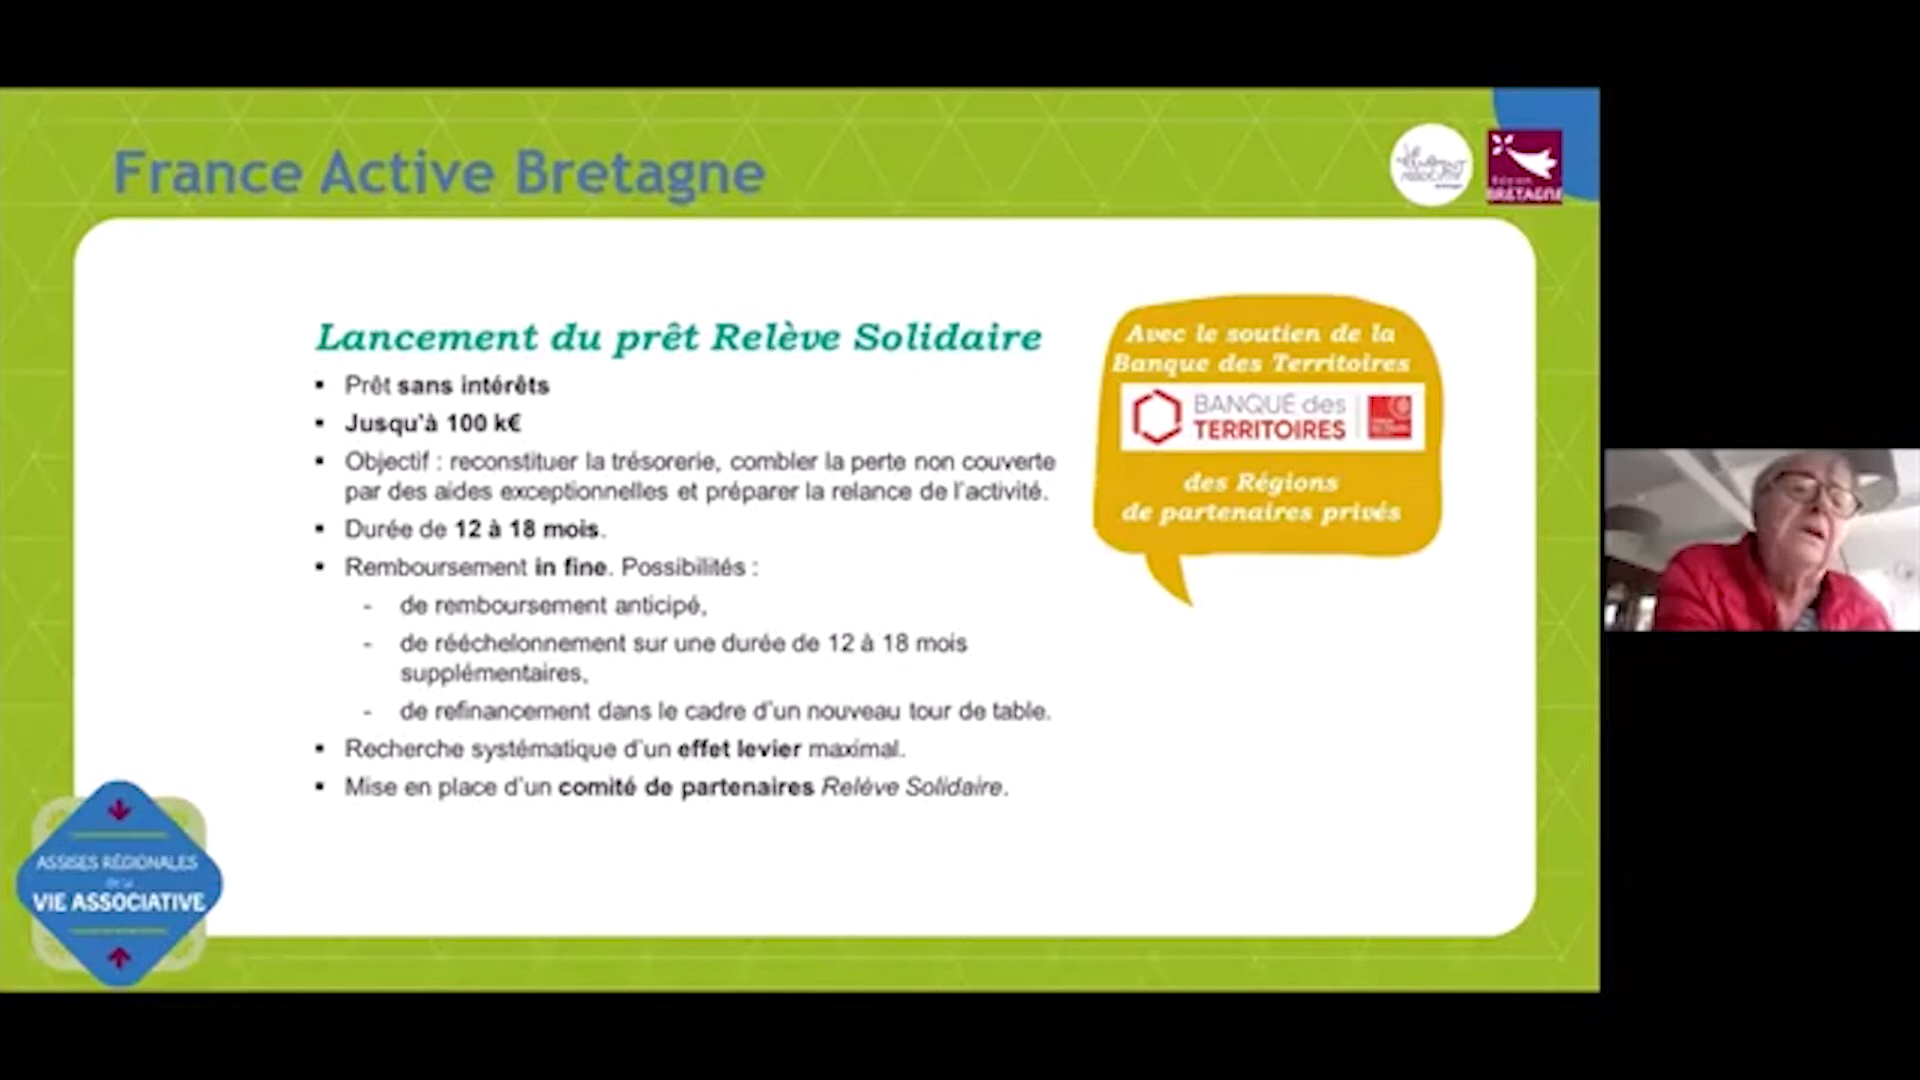 France Active Bretagne
BRETAGNE
Lancement du prêt Relève Solidaire
▪ Prêt sans intérêts
▪ Jusqu'à 100 k€
▪ Objectif : reconstituer la trésorerie, combler la perte non couverte
par des aides exceptionnelles et préparer la relance de l'activité.
▪ Durée de 12 à 18 mois.
▪ Remboursement in fine. Possibilités :
- de remboursement anticipé,
- de rééchelonnement sur une durée de 12 à 18 mois
supplémentaires,
- de refinancement dans le cadre d'un nouveau tour de table.
▪ Recherche systématique d'un effet levier maximal.
▪ Mise en place d'un comité de partenaires Relève Solidaire.
Avec le soutien de la
Banque des Territoires
BANQUE des
TERRITOIRES
des Régions
de partenaires privés
ASSISES RÉGIONALES
de la
VIE ASSOCIATIVE